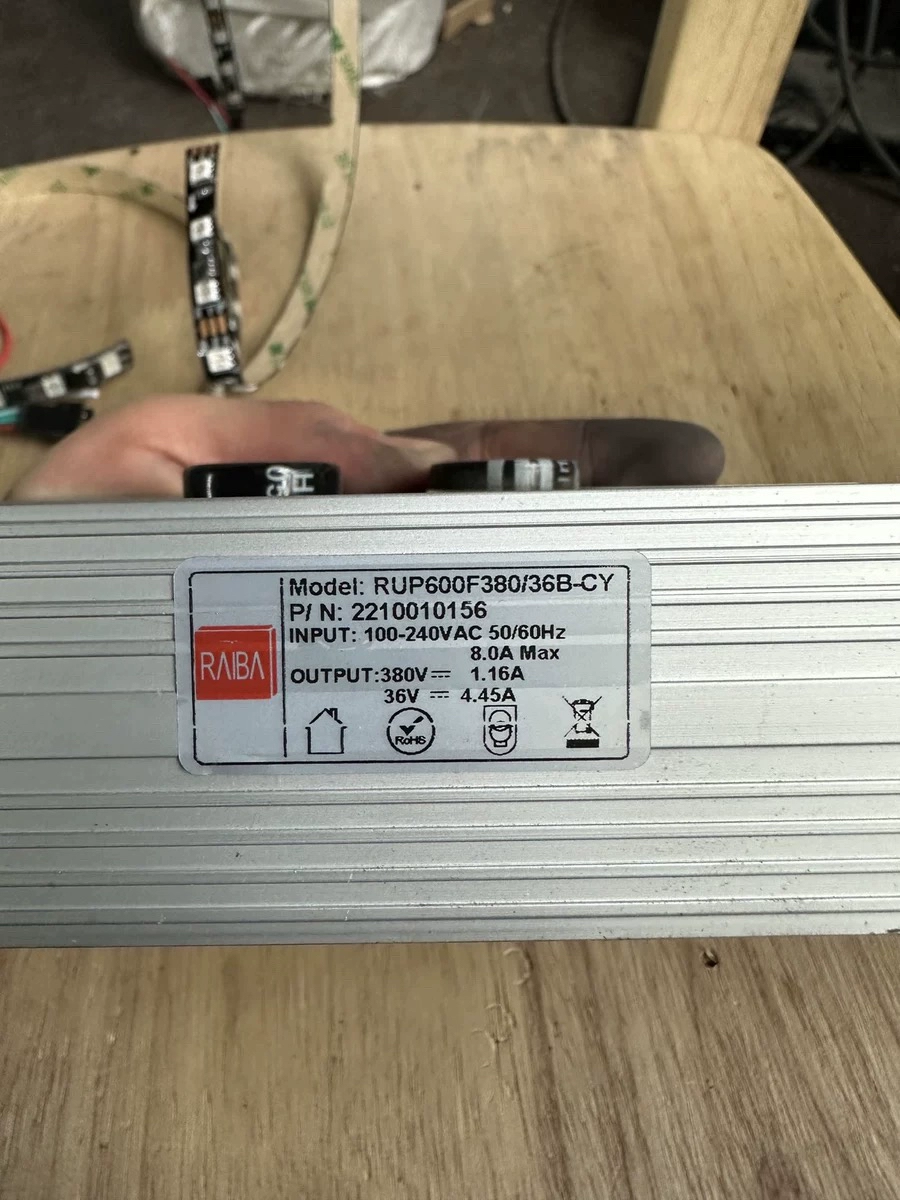 Model: RUP600F380/36B-CY
P/ N: 2210010156
INPUT: 100-240VAC 50/60Hz
8.0A Max
OUTPUT:380V⎓ 1.16A
36V ⎓ 4.45A
RAIBA
RoHS